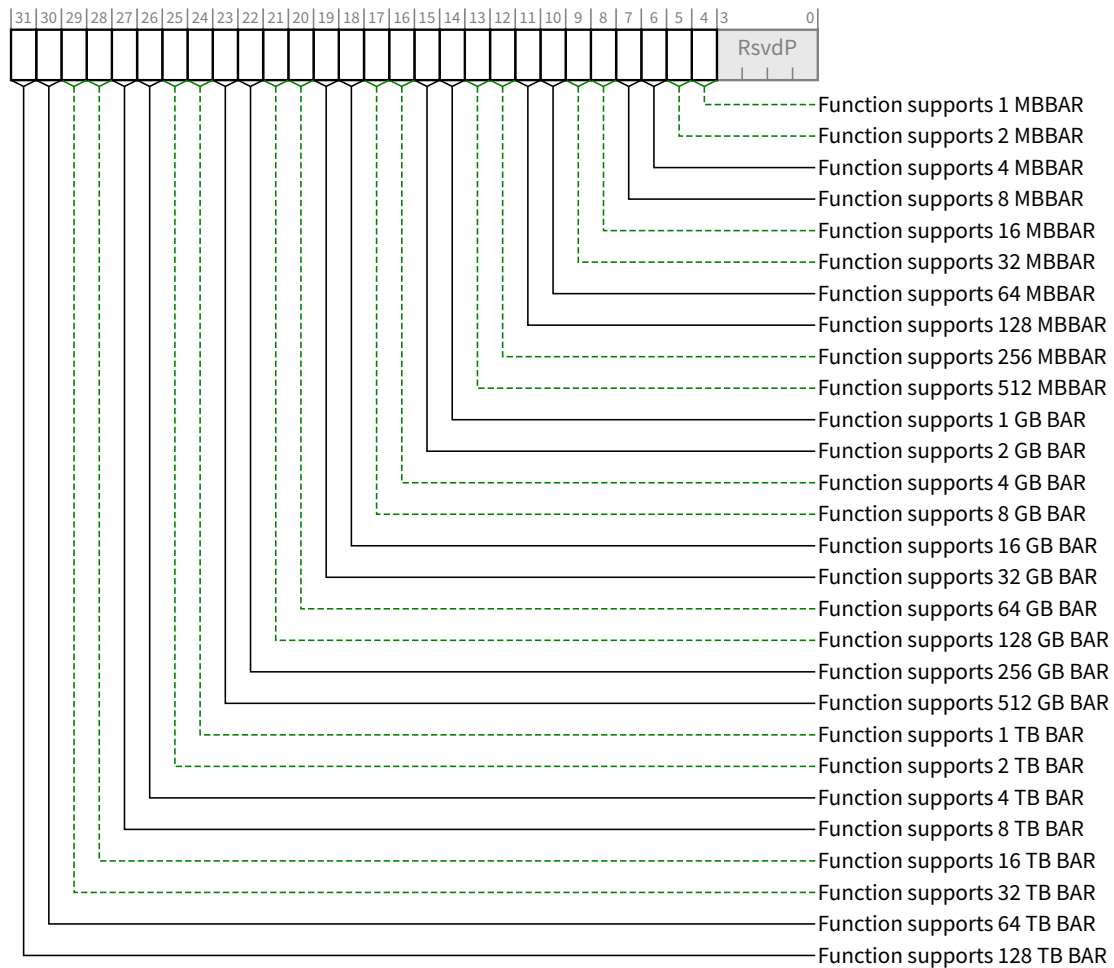 31 30 29 28 27 26 25 24 23 22 21 20 19 18 17 16 15 14 13 12 11 10 9 8 7 6 5 4 3 0
RsvdP
Function supports 1 MBBAR
Function supports 2 MBBAR
Function supports 4 MBBAR
Function supports 8 MBBAR
Function supports 16 MBBAR
Function supports 32 MBBAR
Function supports 64 MBBAR
Function supports 128 MBBAR
Function supports 256 MBBAR
Function supports 512 MBBAR
Function supports 1 GB BAR
Function supports 2 GB BAR
Function supports 4 GB BAR
Function supports 8 GB BAR
Function supports 16 GB BAR
Function supports 32 GB BAR
Function supports 64 GB BAR
Function supports 128 GB BAR
Function supports 256 GB BAR
Function supports 512 GB BAR
Function supports 1 TB BAR
Function supports 2 TB BAR
Function supports 4 TB BAR
Function supports 8 TB BAR
Function supports 16 TB BAR
Function supports 32 TB BAR
Function supports 64 TB BAR
Function supports 128 TB BAR